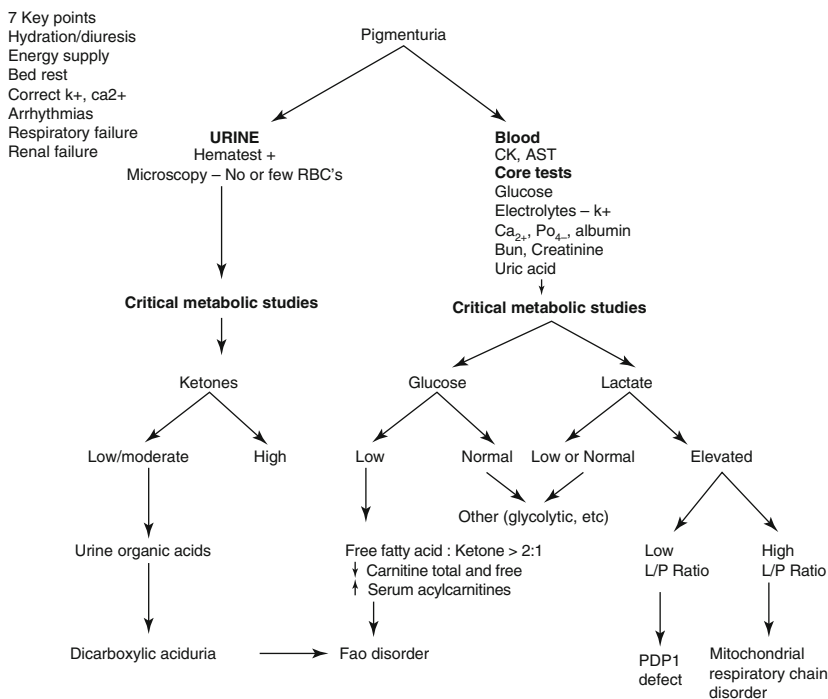 7 Key points
Hydration/diuresis
Energy supply
Bed rest
Correct k+, ca2+
Arrhythmias
Respiratory failure
Renal failure
Pigmenturia
URINE
Hematest +
Microscopy – No or few RBC's
Blood
CK, AST
Core tests
Glucose
Electrolytes – k+
Ca2+, Po4–, albumin
Bun, Creatinine
Uric acid
Critical metabolic studies
Critical metabolic studies
Ketones
Glucose
Lactate
Low/moderate
High
Low
Normal
Low or Normal
Elevated
Other (glycolytic, etc)
Urine organic acids
Free fatty acid : Ketone > 2:1
↓ Carnitine total and free
↑ Serum acylcarnitines
Low
L/P Ratio
High
L/P Ratio
Dicarboxylic aciduria
Fao disorder
PDP1
defect
Mitochondrial
respiratory chain
disorder